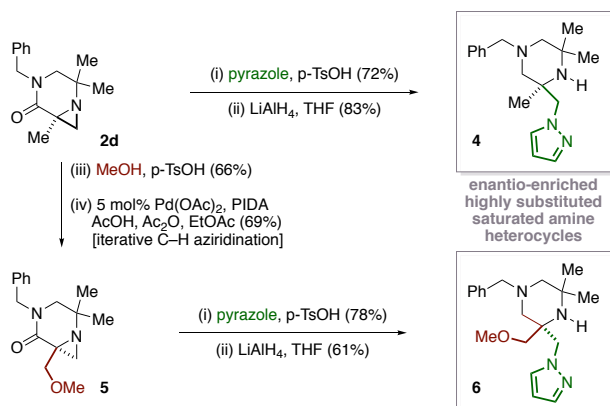 Ph
N
O
N
Me
Me
Me
2d
(i) pyrazole, p-TsOH (72%)
(ii) LiAlH4, THF (83%)
Ph
N
Me
Me
N
H
Me
N
N
4
(iii) MeOH, p-TsOH (66%)
(iv) 5 mol% Pd(OAc)2, PIDA
AcOH, Ac2O, EtOAc (69%)
[iterative C–H aziridination]
enantio-enriched
highly substituted
saturated amine
heterocycles
Ph
N
O
N
Me
Me
OMe
5
(i) pyrazole, p-TsOH (78%)
(ii) LiAlH4, THF (61%)
Ph
N
Me
Me
N
H
MeO
N
N
6